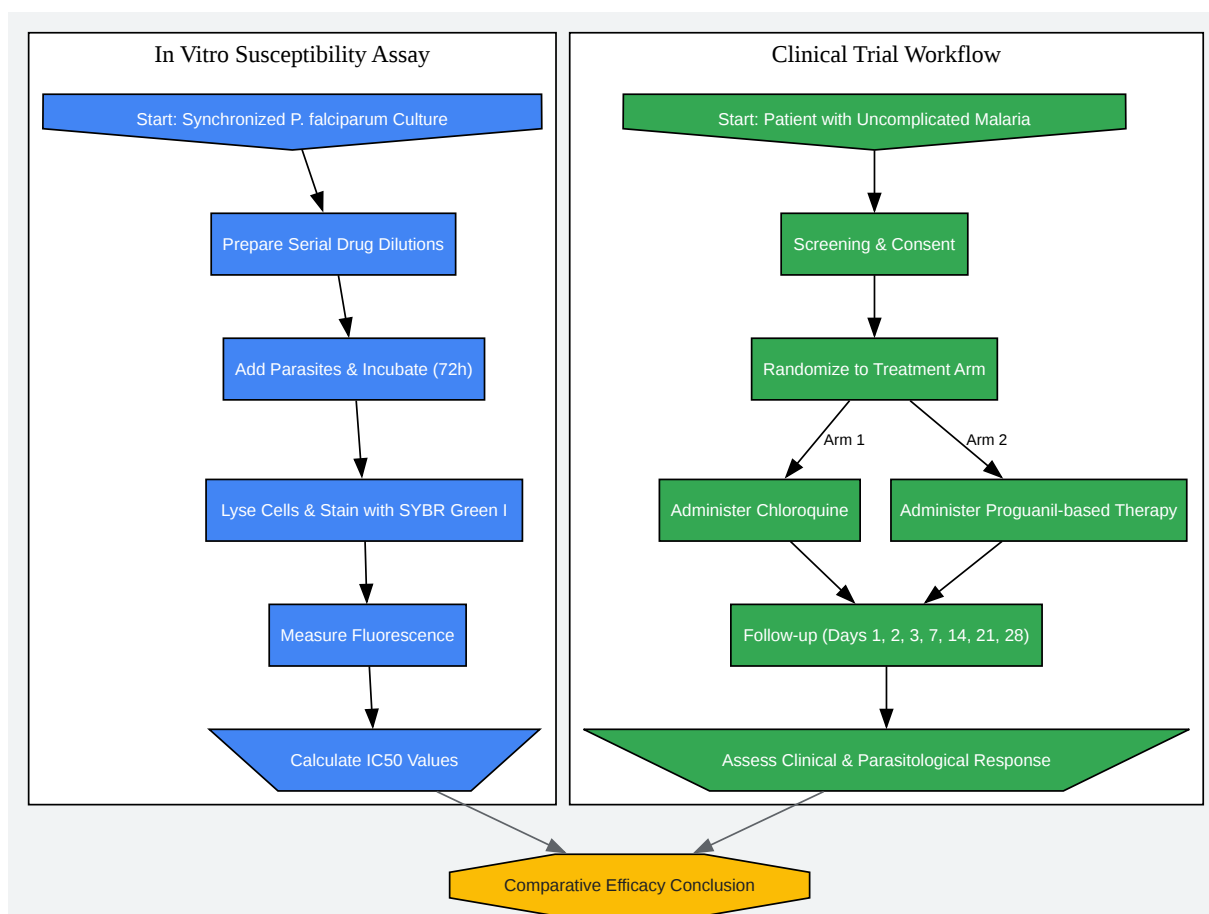 In Vitro Susceptibility Assay
Start: Synchronized P. falciparum Culture
Prepare Serial Drug Dilutions
Add Parasites & Incubate (72h)
Lyse Cells & Stain with SYBR Green I
Measure Fluorescence
Calculate IC50 Values
Clinical Trial Workflow
Start: Patient with Uncomplicated Malaria
Screening & Consent
Randomize to Treatment Arm
Arm 1
Arm 2
Administer Chloroquine
Administer Proguanil-based Therapy
Follow-up (Days 1, 2, 3, 7, 14, 21, 28)
Assess Clinical & Parasitological Response
Comparative Efficacy Conclusion